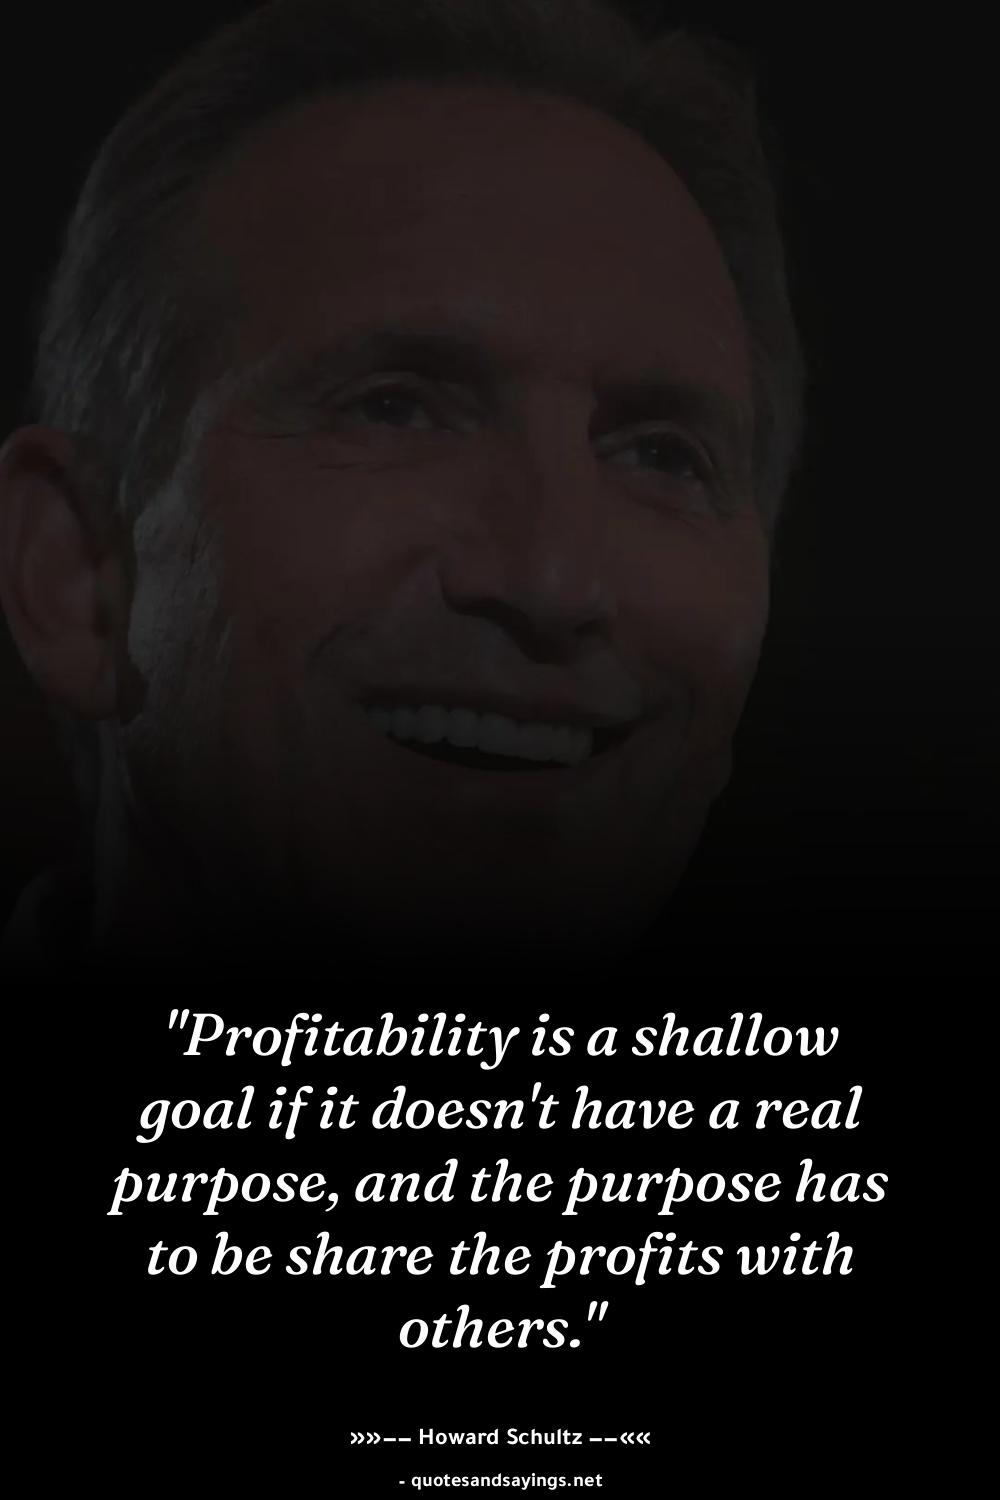 "Profitability is a shallow
goal if it doesn't have a real
purpose, and the purpose has
to be share the profits with
others."
»»–– Howard Schultz ––««
- quotesandsayings.net